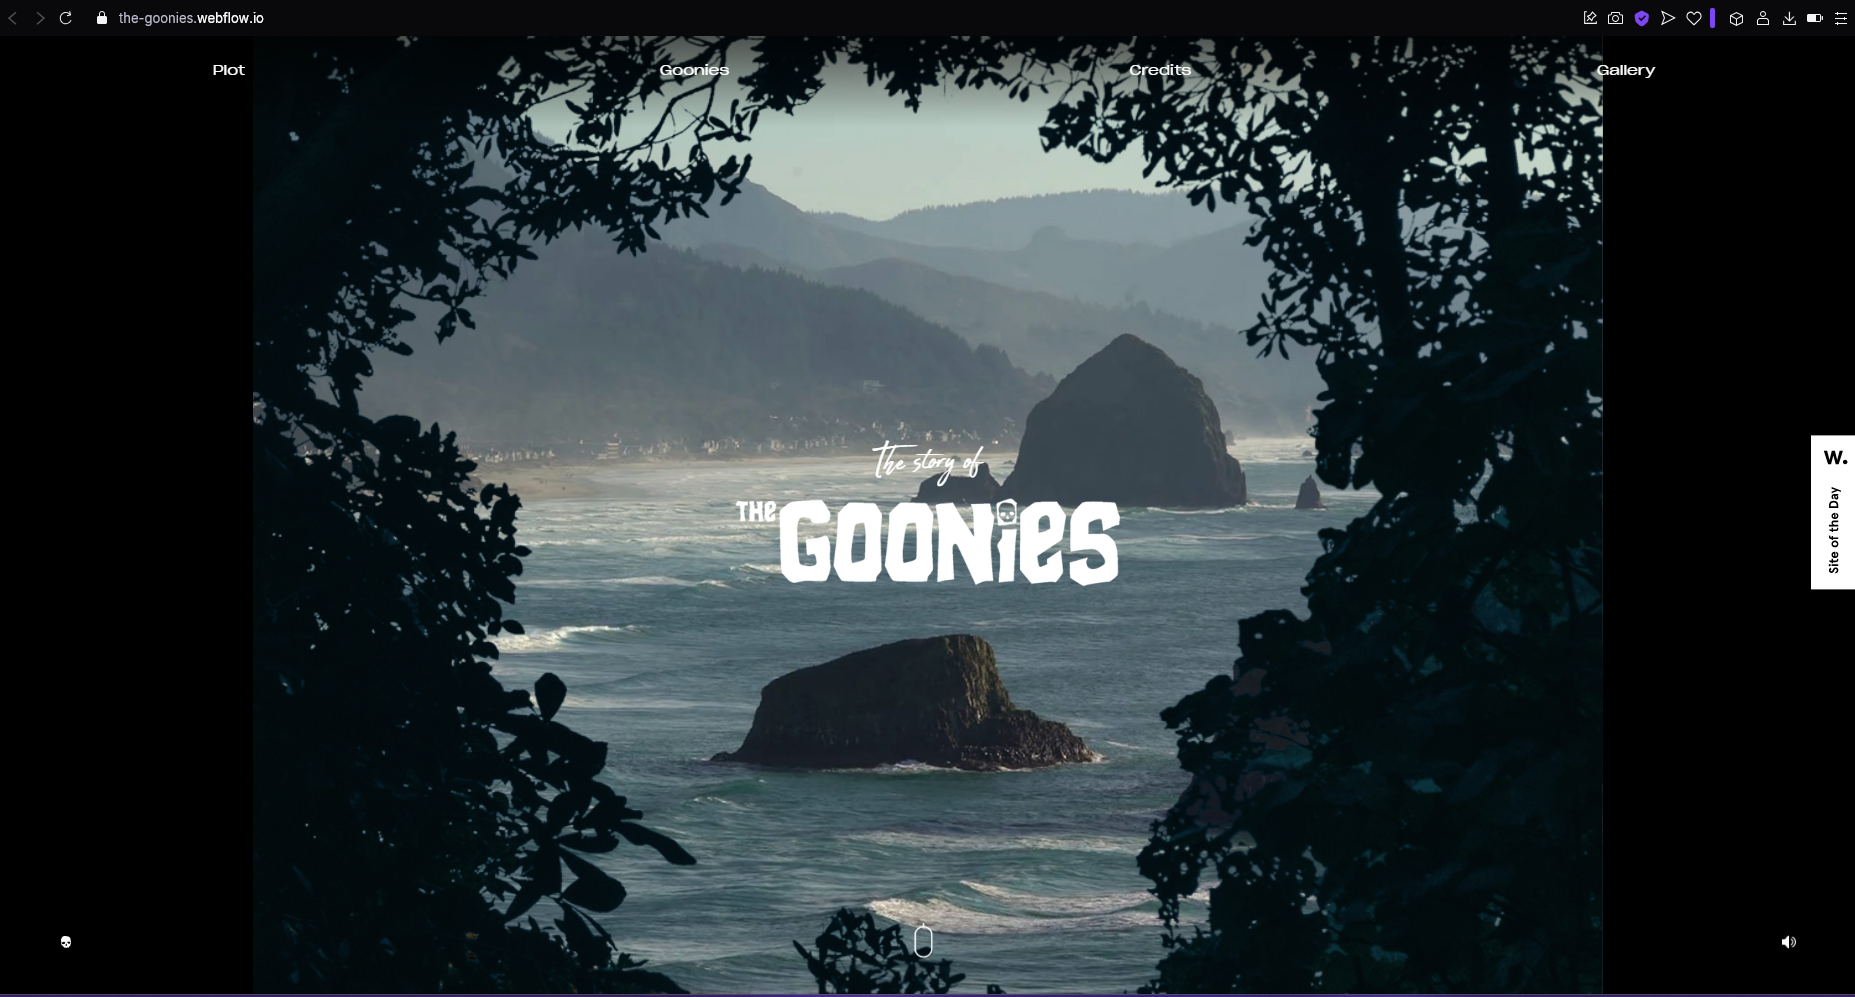 the-goonies.webflow.io
Plot
Goonies
Credits
Gallery
The story of
THE GOONIES
W.
Site of the Day